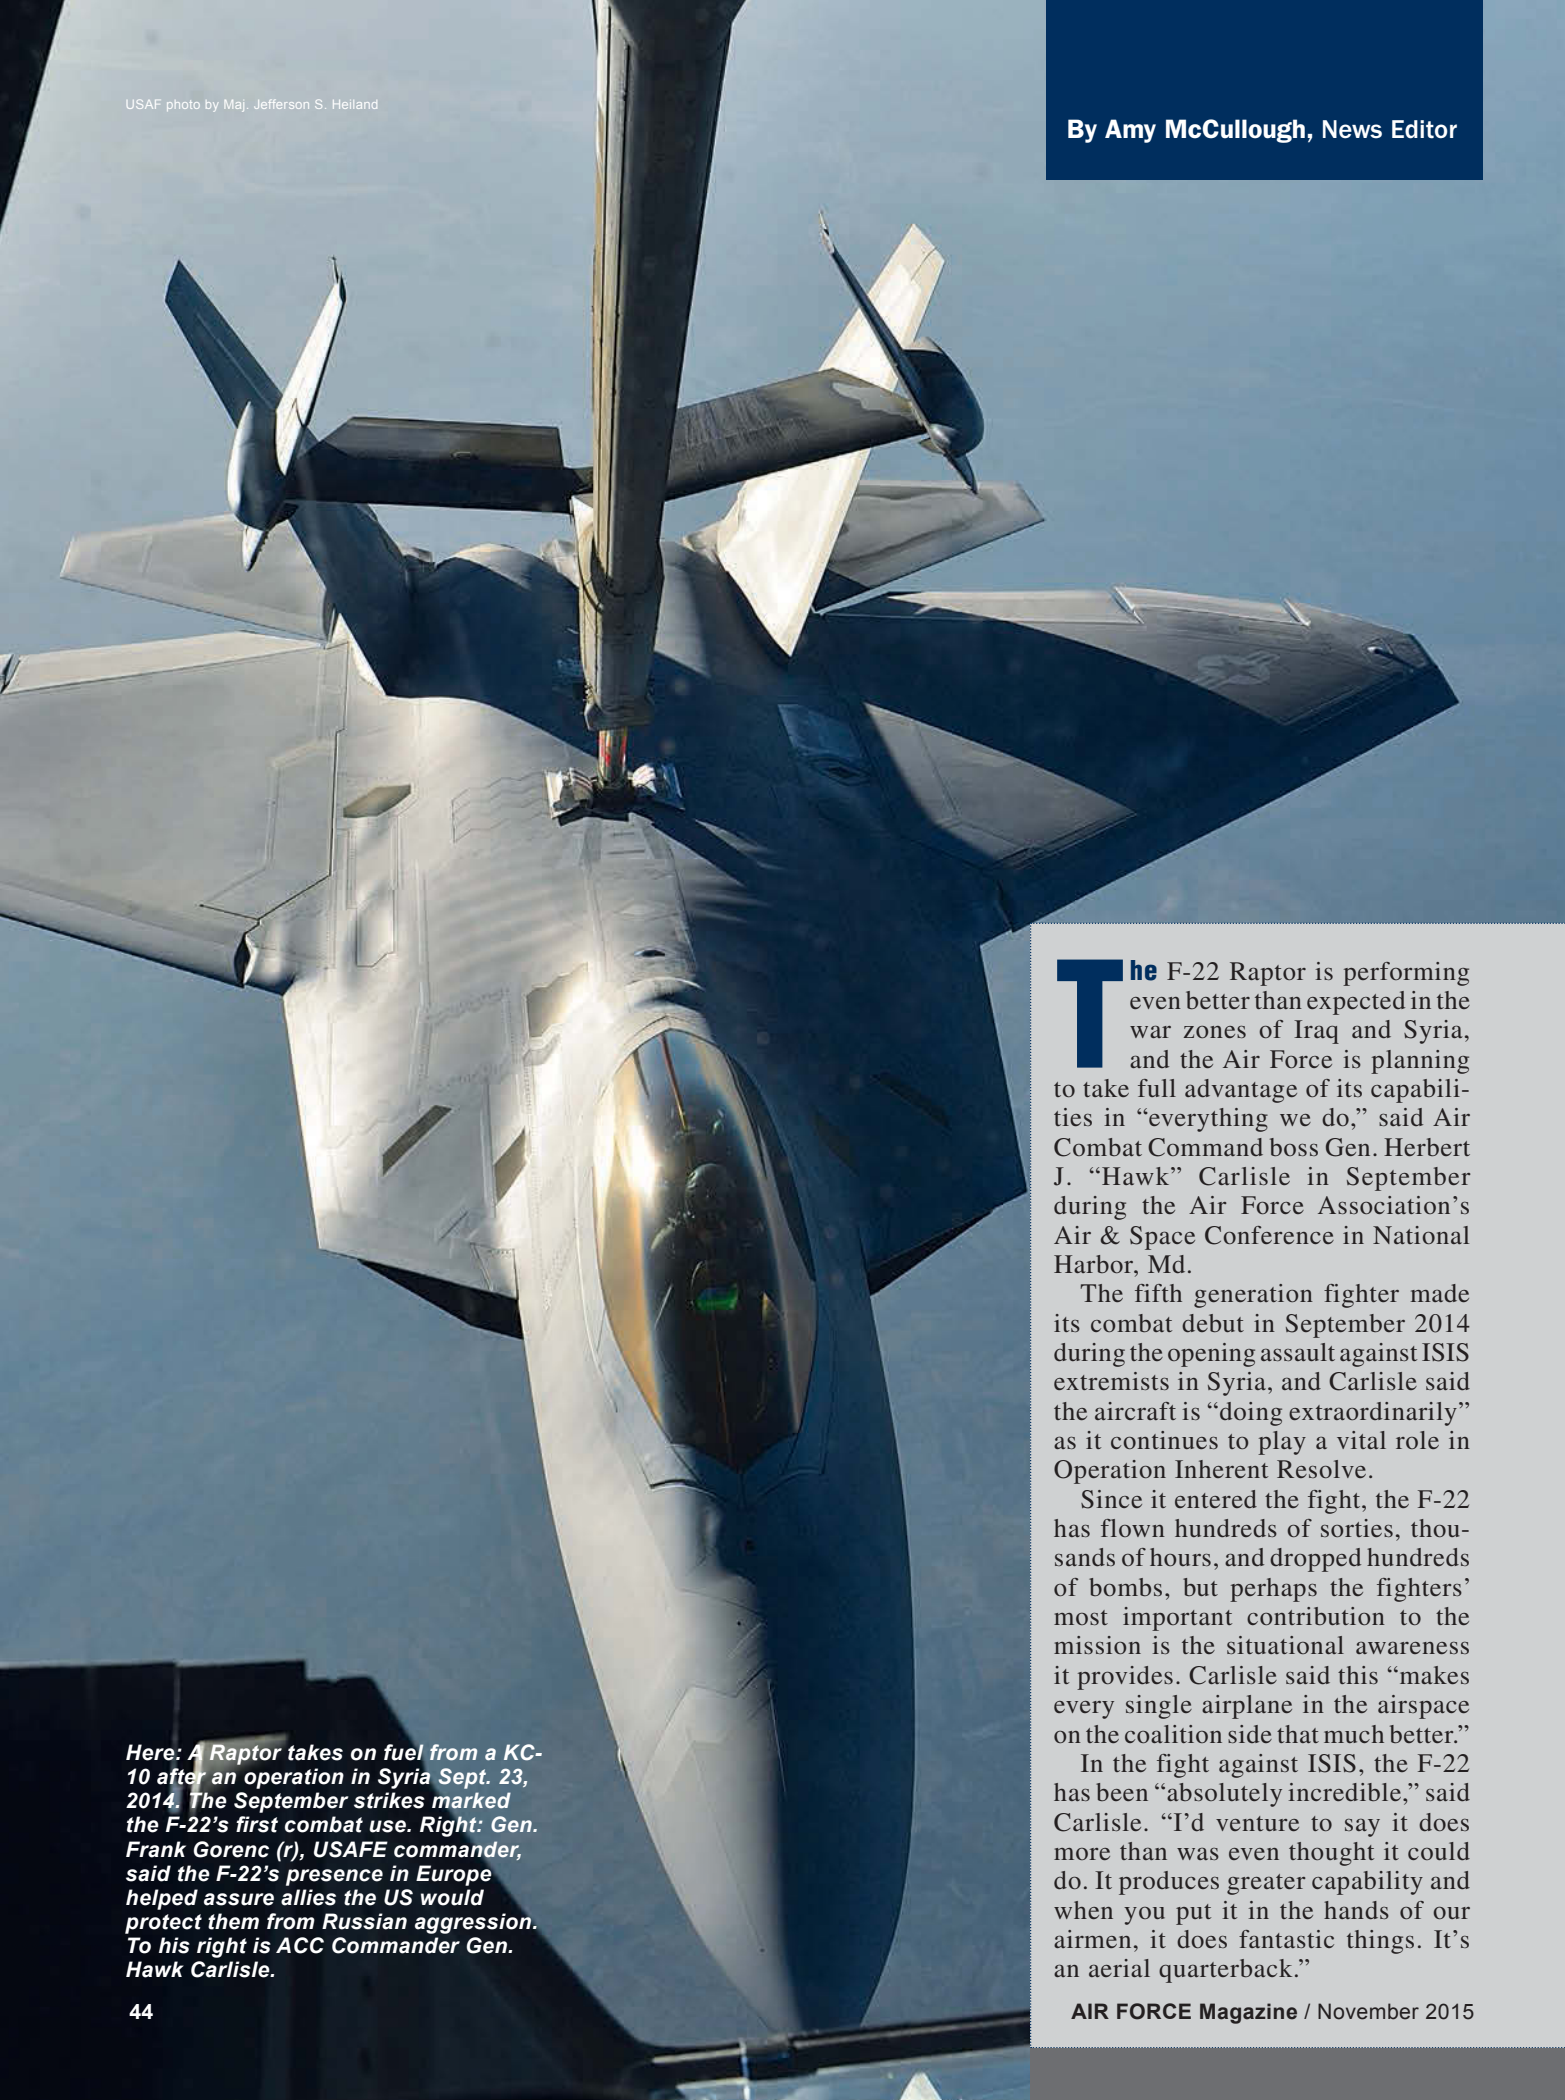 USAF photo by Maj. Jefferson S. Heiland
By Amy McCullough, News Editor
The F-22 Raptor is performing
even better than expected in the
war zones of Iraq and Syria,
and the Air Force is planning
to take full advantage of its capabili-
ties in “everything we do,” said Air
Combat Command boss Gen. Herbert
J. “Hawk” Carlisle in September
during the Air Force Association’s
Air & Space Conference in National
Harbor, Md.
The fifth generation fighter made
its combat debut in September 2014
during the opening assault against ISIS
extremists in Syria, and Carlisle said
the aircraft is “doing extraordinarily”
as it continues to play a vital role in
Operation Inherent Resolve.
Since it entered the fight, the F-22
has flown hundreds of sorties, thou-
sands of hours, and dropped hundreds
of bombs, but perhaps the fighters’
most important contribution to the
mission is the situational awareness
it provides. Carlisle said this “makes
every single airplane in the airspace
on the coalition side that much better.”
In the fight against ISIS, the F-22
has been “absolutely incredible,” said
Carlisle. “I’d venture to say it does
more than was even thought it could
do. It produces greater capability and
when you put it in the hands of our
airmen, it does fantastic things. It’s
an aerial quarterback.”
Here: A Raptor takes on fuel from a KC-
10 after an operation in Syria Sept. 23,
2014. The September strikes marked
the F-22’s first combat use. Right: Gen.
Frank Gorenc (r), USAFE commander,
said the F-22’s presence in Europe
helped assure allies the US would
protect them from Russian aggression.
To his right is ACC Commander Gen.
Hawk Carlisle.
44
AIR FORCE Magazine / November 2015